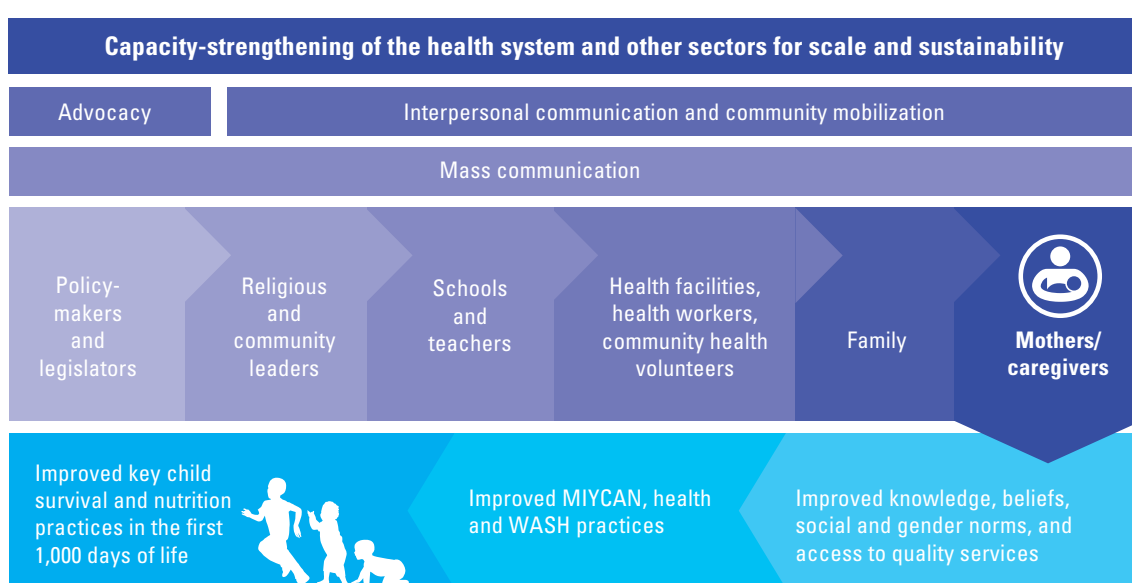 Capacity-strengthening of the health system and other sectors for scale and sustainability
Advocacy
Interpersonal communication and community mobilization
Mass communication
Policy-
makers
and
legislators
Religious
and
community
leaders
Schools
and
teachers
Health facilities,
health workers,
community health
volunteers
Family
Mothers/
caregivers
Improved key child
survival and nutrition
practices in the first
1,000 days of life
Improved MIYCAN, health
and WASH practices
Improved knowledge, beliefs,
social and gender norms, and
access to quality services